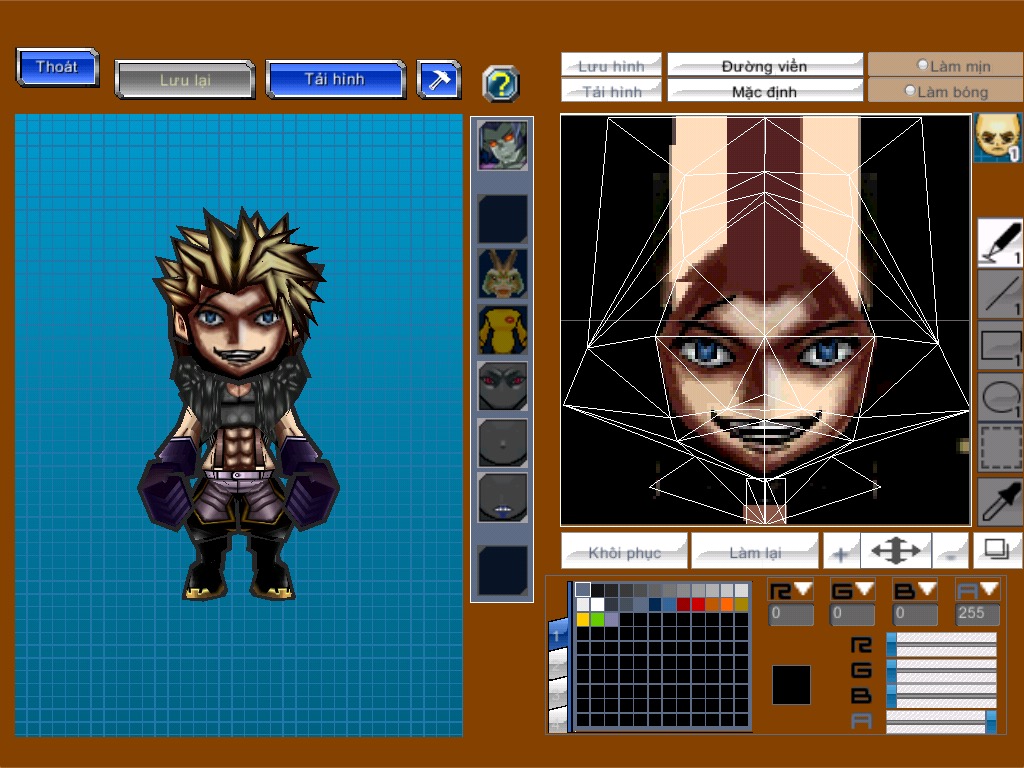 Thoát
Lưu lại
Tải hình
?
Lưu hình
Đường viền
Làm mịn
Tải hình
Mặc định
Làm bóng
1
1
1
1
1
Khôi phục
Làm lại
+
-
R
G
B
A
0
0
0
255
1
R
G
B
A